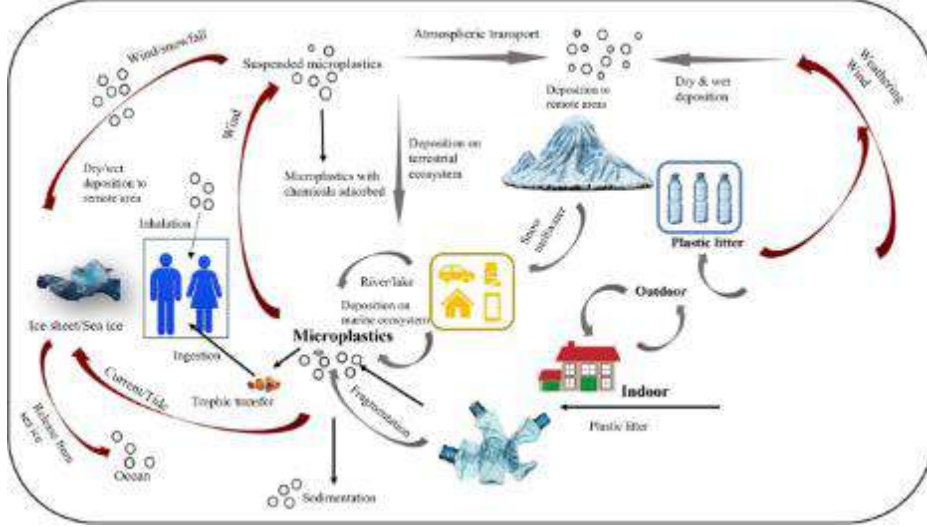 Wind/snowfall
Suspended microplastics
Atmospheric transport
Deposition to
remote areas
Dry & wet
deposition
Weathering
Wind
Wind
Dry/wet
deposition to
remote area
Microplastics with
chemicals adsorbed
Deposition on
terrestrial
ecosystem
Inhalation
Snow
meltwater
Plastic litter
River/lake
Deposition on
marine ecosystem
Outdoor
Ice sheet/Sea ice
Microplastics
Ingestion
Trophic transfer
Current/Tide
Fragmentation
Indoor
Plastic litter
Release from
sea ice
Ocean
Sedimentation